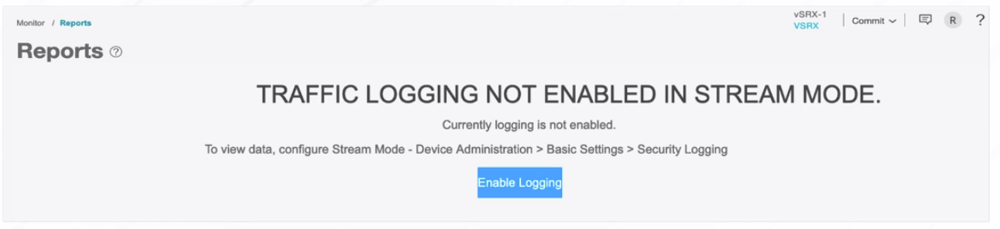 Monitor / Reports
vSRX-1
VSRX
Commit
R
?
Reports ?
TRAFFIC LOGGING NOT ENABLED IN STREAM MODE.
Currently logging is not enabled.
To view data, configure Stream Mode - Device Administration > Basic Settings > Security Logging
Enable Logging